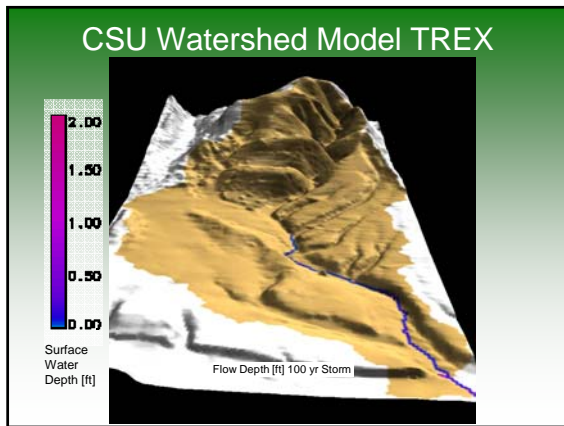 CSU Watershed Model TREX
2.00
1.50
1.00
0.50
0.00
Surface
Water
Depth [ft]
Flow Depth [ft] 100 yr Storm